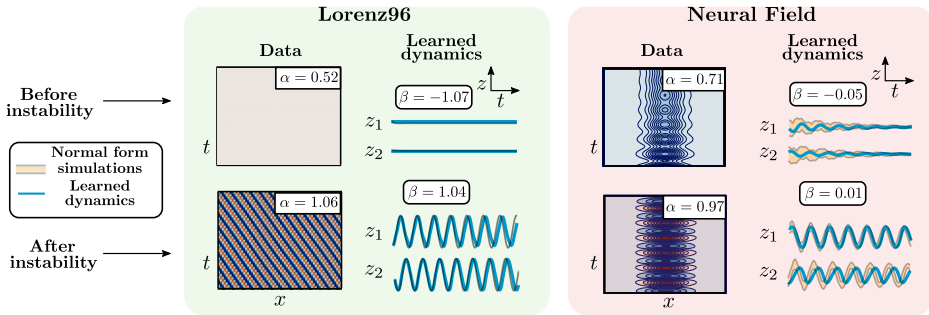 Lorenz96
Neural Field
Data
Learned
dynamics
Data
Learned
dynamics
Before
instability
t
α = 0.52
z
t
β = −1.07
z₁
z₂
t
α = 0.71
z
t
β = −0.05
z₁
z₂
Normal form
simulations
Learned
dynamics
After
instability
t
α = 1.06
x
β = 1.04
z₁
z₂
t
α = 0.97
x
β = 0.01
z₁
z₂